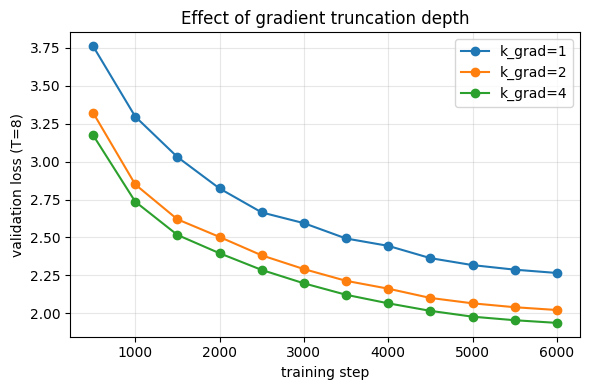 Effect of gradient truncation depth
k_grad=1
k_grad=2
k_grad=4
validation loss (T=8)
3.75
3.50
3.25
3.00
2.75
2.50
2.25
2.00
1000
2000
3000
4000
5000
6000
training step